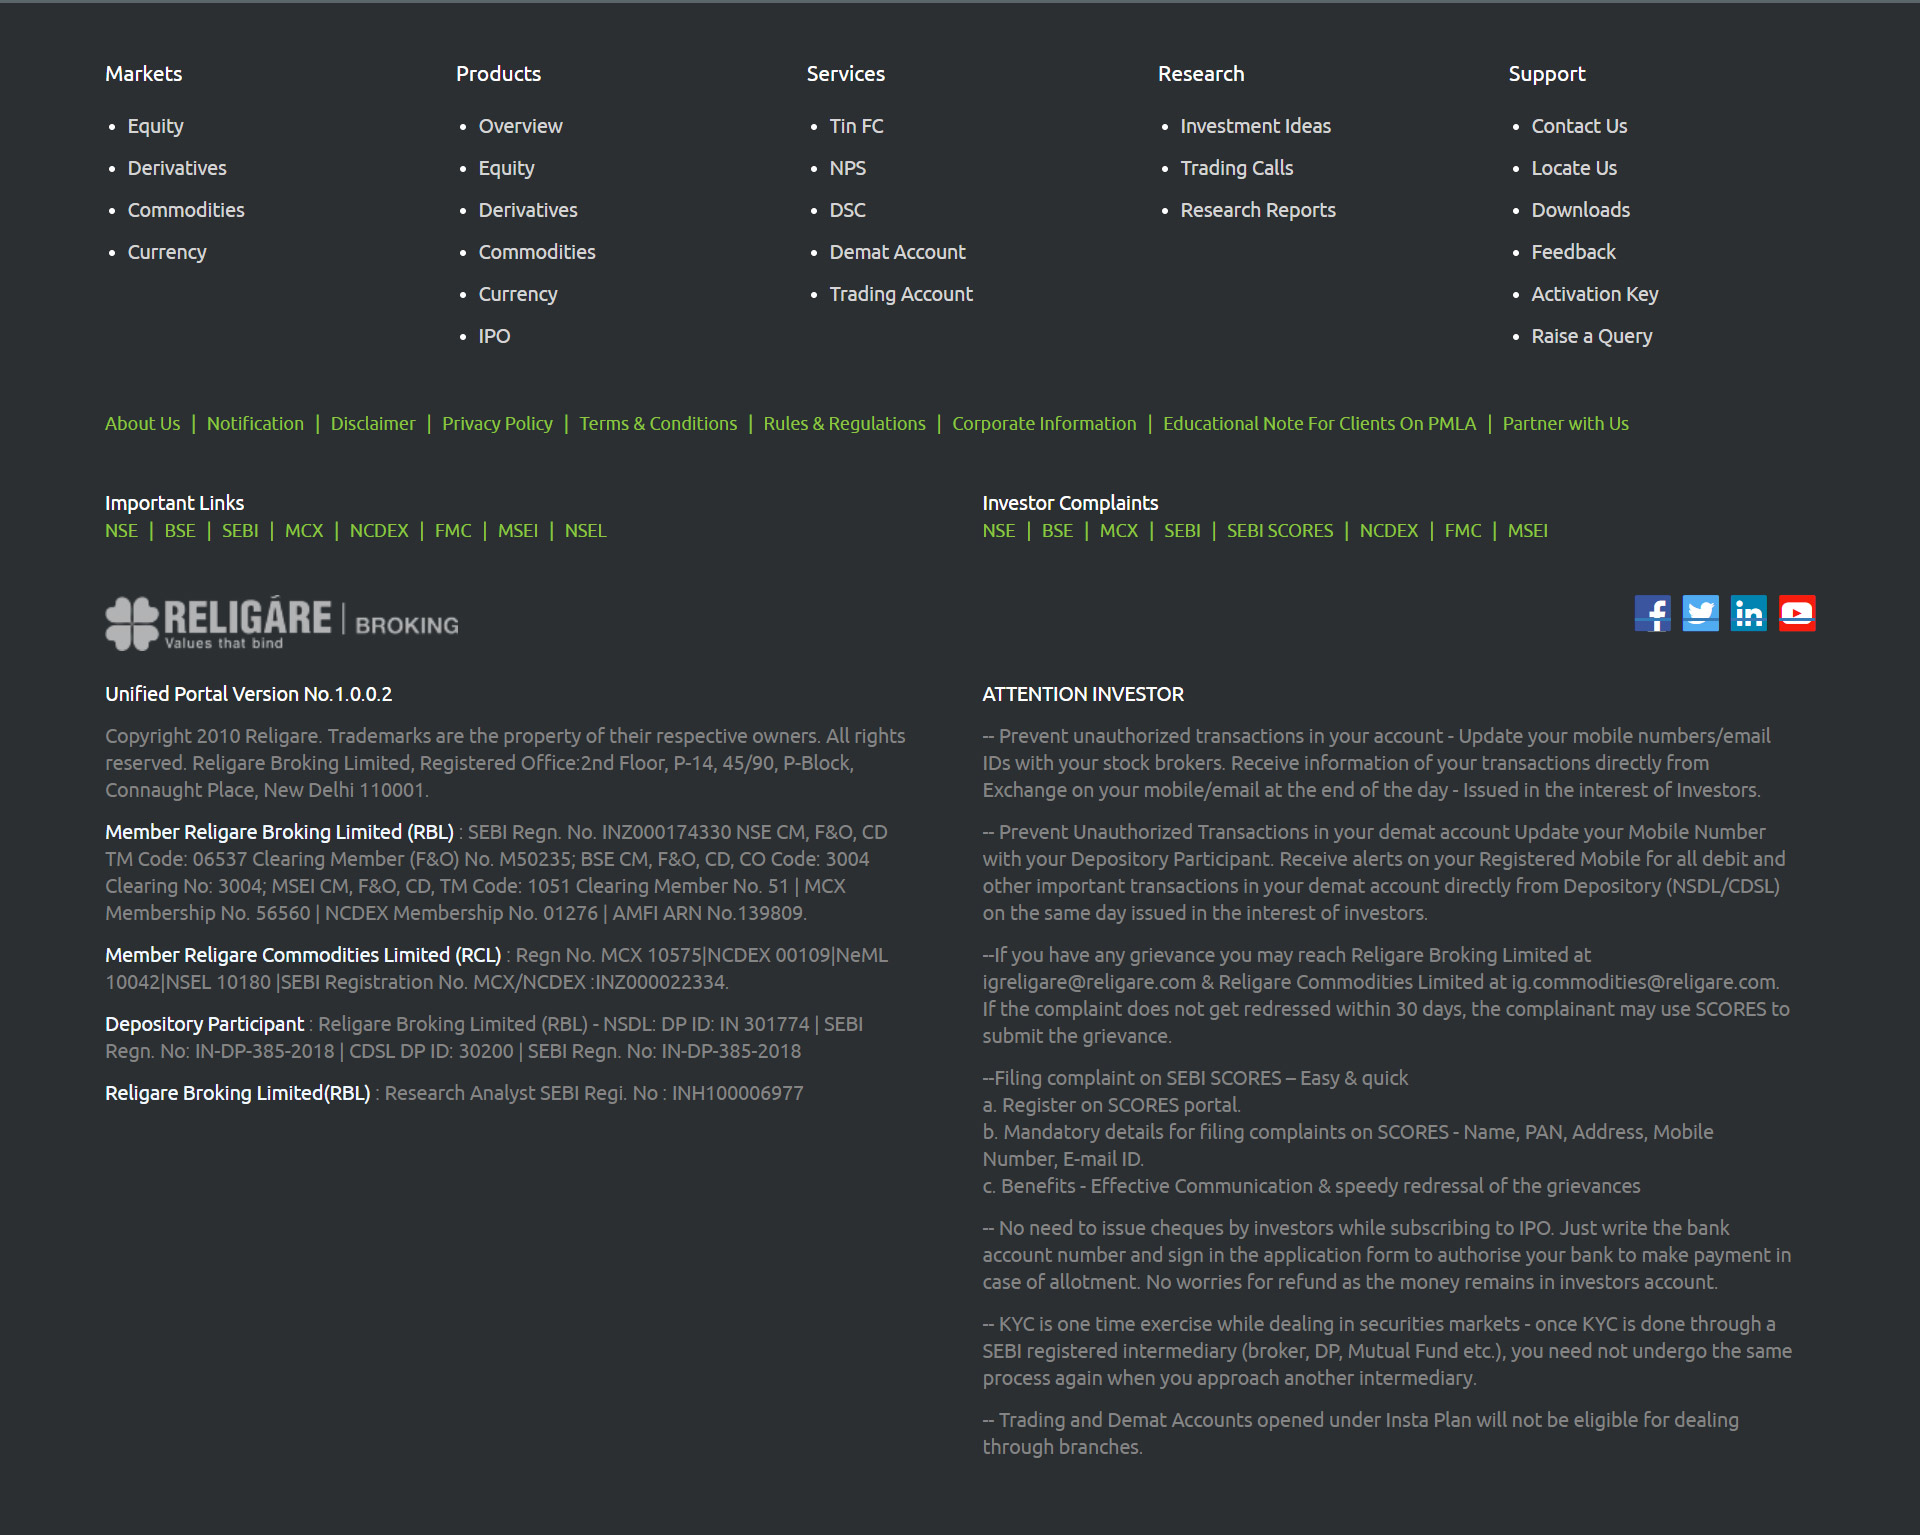 Markets
Equity
Derivatives
Commodities
Currency
Products
Overview
Equity
Derivatives
Commodities
Currency
IPO
Services
Tin FC
NPS
DSC
Demat Account
Trading Account
Research
Investment Ideas
Trading Calls
Research Reports
Support
Contact Us
Locate Us
Downloads
Feedback
Activation Key
Raise a Query
About Us | Notification | Disclaimer | Privacy Policy | Terms & Conditions | Rules & Regulations | Corporate Information | Educational Note For Clients On PMLA | Partner with Us
Important Links
NSE | BSE | SEBI | MCX | NCDEX | FMC | MSEI | NSEL
Investor Complaints
NSE | BSE | MCX | SEBI | SEBI SCORES | NCDEX | FMC | MSEI
RELIGÁRE | BROKING
Values that bind
Unified Portal Version No.1.0.0.2
Copyright 2010 Religare. Trademarks are the property of their respective owners. All rights
reserved. Religare Broking Limited, Registered Office:2nd Floor, P-14, 45/90, P-Block,
Connaught Place, New Delhi 110001.
Member Religare Broking Limited (RBL) : SEBI Regn. No. INZ000174330 NSE CM, F&O, CD
TM Code: 06537 Clearing Member (F&O) No. M50235; BSE CM, F&O, CD, CO Code: 3004
Clearing No: 3004; MSEI CM, F&O, CD, TM Code: 1051 Clearing Member No. 51 | MCX
Membership No. 56560 | NCDEX Membership No. 01276 | AMFI ARN No.139809.
Member Religare Commodities Limited (RCL) : Regn No. MCX 10575|NCDEX 00109|NeML
10042|NSEL 10180 |SEBI Registration No. MCX/NCDEX :INZ000022334.
Depository Participant : Religare Broking Limited (RBL) - NSDL: DP ID: IN 301774 | SEBI
Regn. No: IN-DP-385-2018 | CDSL DP ID: 30200 | SEBI Regn. No: IN-DP-385-2018
Religare Broking Limited(RBL) : Research Analyst SEBI Regi. No : INH100006977
ATTENTION INVESTOR
-- Prevent unauthorized transactions in your account - Update your mobile numbers/email
IDs with your stock brokers. Receive information of your transactions directly from
Exchange on your mobile/email at the end of the day - Issued in the interest of Investors.
-- Prevent Unauthorized Transactions in your demat account Update your Mobile Number
with your Depository Participant. Receive alerts on your Registered Mobile for all debit and
other important transactions in your demat account directly from Depository (NSDL/CDSL)
on the same day issued in the interest of investors.
--If you have any grievance you may reach Religare Broking Limited at
igreligare@religare.com & Religare Commodities Limited at ig.commodities@religare.com.
If the complaint does not get redressed within 30 days, the complainant may use SCORES to
submit the grievance.
--Filing complaint on SEBI SCORES – Easy & quick
a. Register on SCORES portal.
b. Mandatory details for filing complaints on SCORES - Name, PAN, Address, Mobile
Number, E-mail ID.
c. Benefits - Effective Communication & speedy redressal of the grievances
-- No need to issue cheques by investors while subscribing to IPO. Just write the bank
account number and sign in the application form to authorise your bank to make payment in
case of allotment. No worries for refund as the money remains in investors account.
-- KYC is one time exercise while dealing in securities markets - once KYC is done through a
SEBI registered intermediary (broker, DP, Mutual Fund etc.), you need not undergo the same
process again when you approach another intermediary.
-- Trading and Demat Accounts opened under Insta Plan will not be eligible for dealing
through branches.